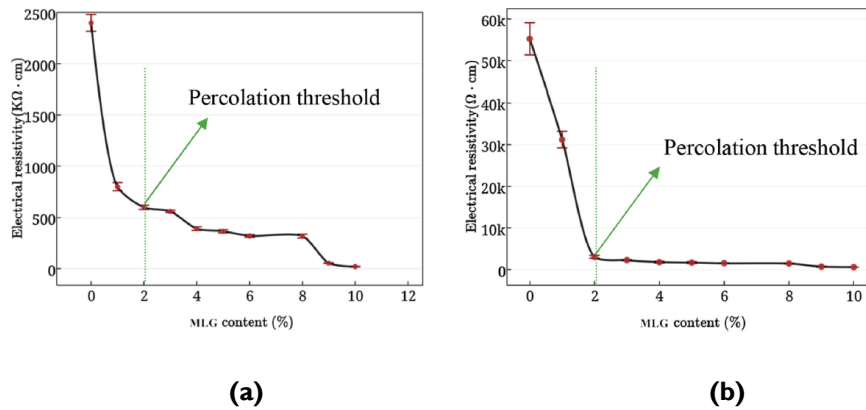 2500
2000
1500
1000
500
0
Electrical resistivity(KΩ · cm)
Percolation threshold
0 2 4 6 8 10 12
MLG content (%)
(a)
60k
50k
40k
30k
20k
10k
0
Electrical resistivity(Ω · cm)
Percolation threshold
0 2 4 6 8 10
MLG content (%)
(b)